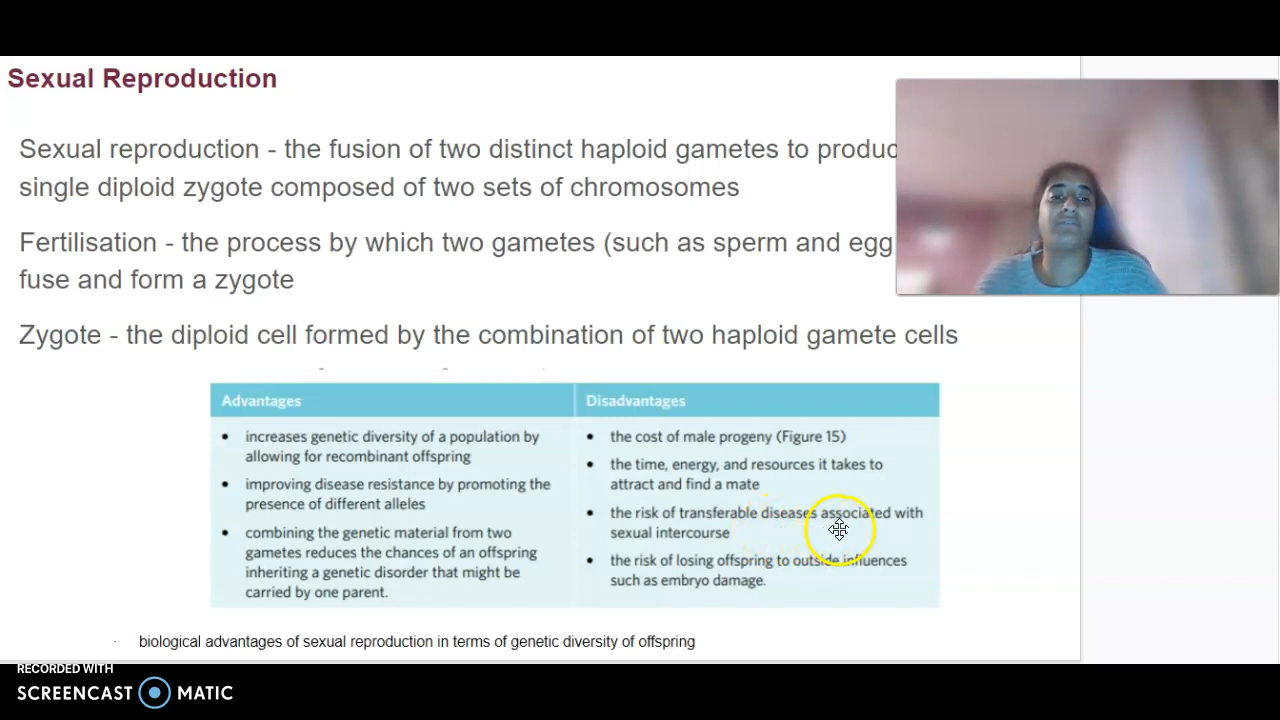 Sexual Reproduction
Sexual reproduction - the fusion of two distinct haploid gametes to
single diploid zygote composed of two sets of chromosomes
Fertilisation - the process by which two gametes (such as sperm and egg
fuse and form a zygote
Zygote - the diploid cell formed by the combination of two haploid gamete cells
Advantages
• increases genetic diversity of a population by
allowing for recombinant offspring
• improving disease resistance by promoting the
presence of different alleles
• combining the genetic material from two
gametes reduces the chances of an offspring
inheriting a genetic disorder that might be
carried by one parent.
Disadvantages
• the cost of male progeny (Figure 15)
• the time, energy, and resources it takes to
attract and find a mate
• the risk of transferable diseases associated with
sexual intercourse
• the risk of losing offspring to outside influences
such as embryo damage.
· biological advantages of sexual reproduction in terms of genetic diversity of offspring
RECORDED WITH
SCREENCAST MATIC